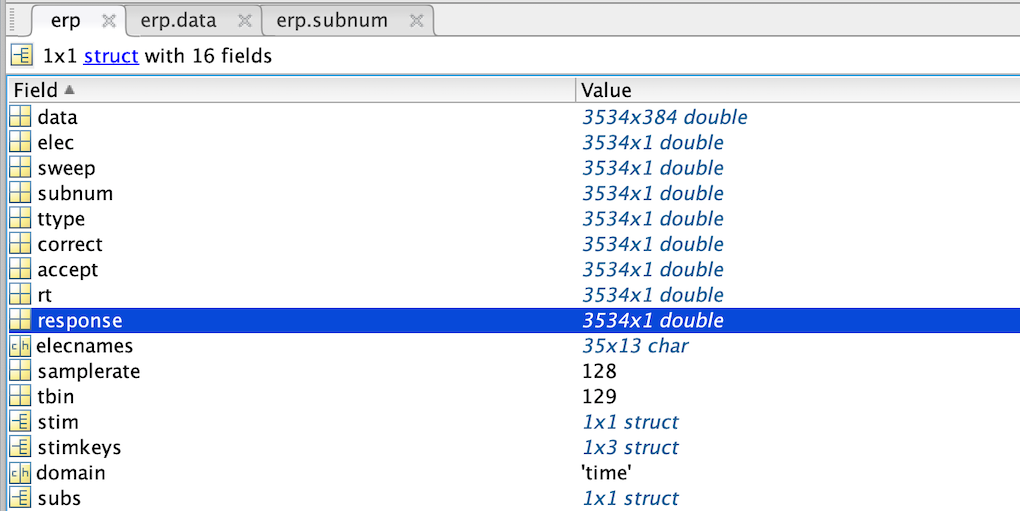 erp erp.data erp.subnum
1x1 struct with 16 fields
Field Value
data 3534x384 double
elec 3534x1 double
sweep 3534x1 double
subnum 3534x1 double
ttype 3534x1 double
correct 3534x1 double
accept 3534x1 double
rt 3534x1 double
response 3534x1 double
elecnames 35x13 char
samplerate 128
tbin 129
stim 1x1 struct
stimkeys 1x3 struct
domain 'time'
subs 1x1 struct